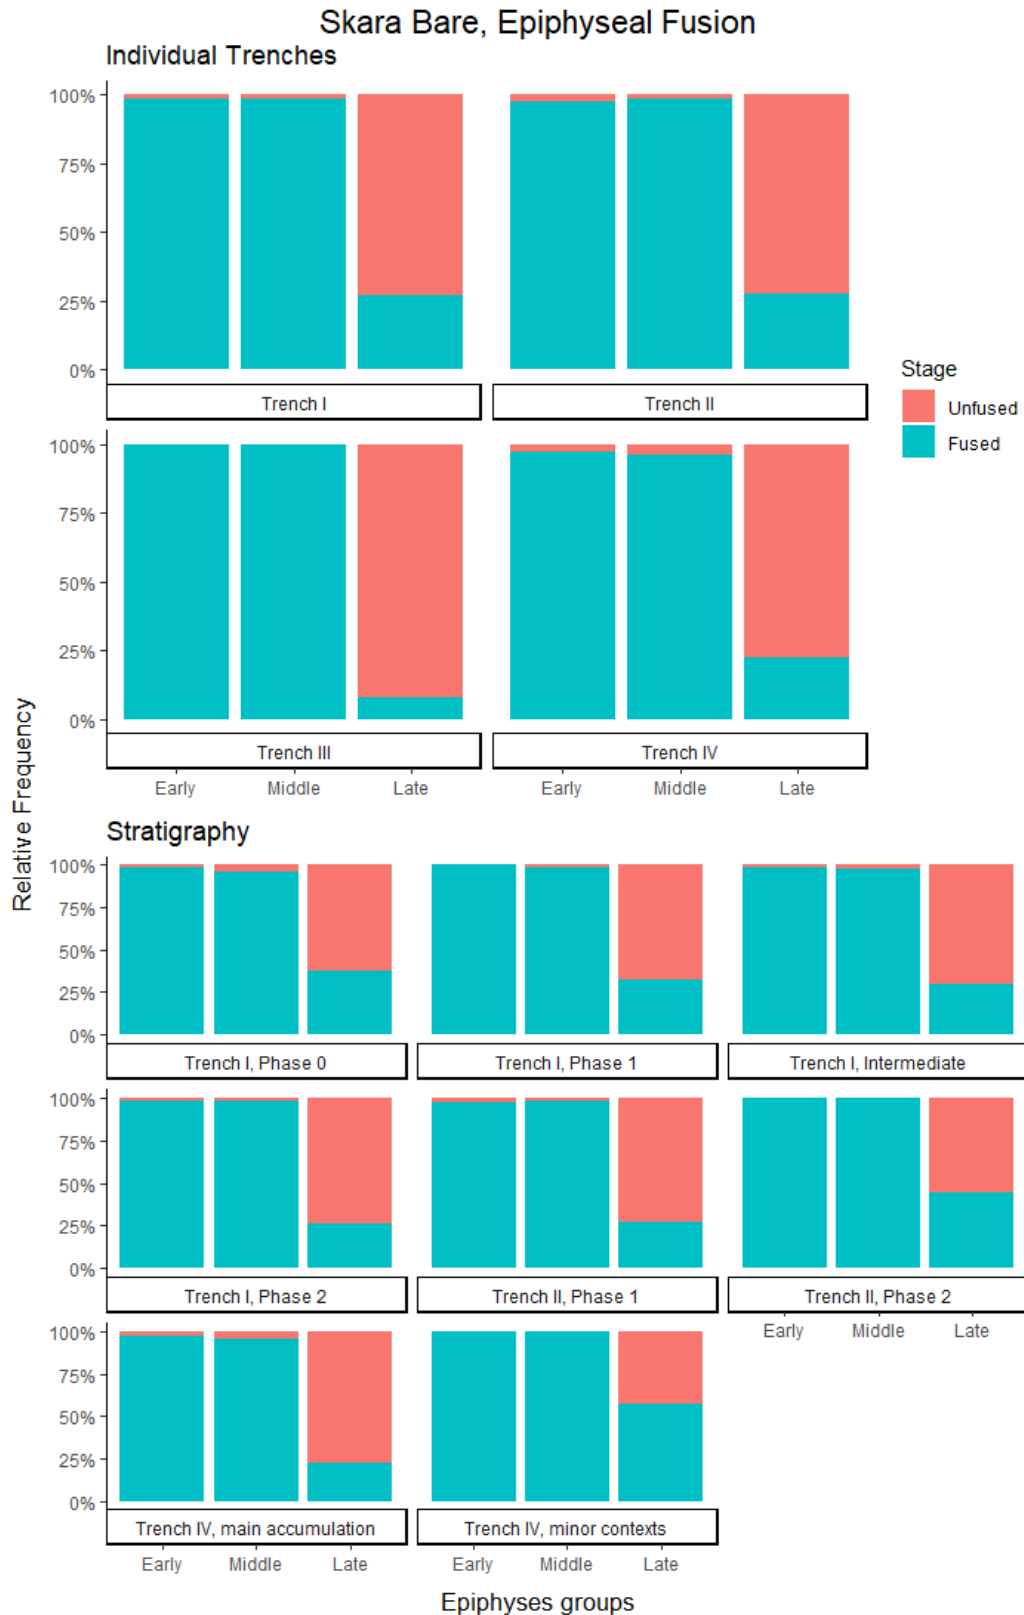 Skara Bare, Epiphyseal Fusion
Individual Trenches
100%
75%
50%
25%
0%
Trench I
Trench II
Stage
Unfused
Fused
100%
75%
50%
25%
0%
Trench III
Trench IV
Early Middle Late Early Middle Late
Relative Frequency
Stratigraphy
100%
75%
50%
25%
0%
Trench I, Phase 0
Trench I, Phase 1
Trench I, Intermediate
100%
75%
50%
25%
0%
Trench I, Phase 2
Trench II, Phase 1
Trench II, Phase 2
Early Middle Late
100%
75%
50%
25%
0%
Trench IV, main accumulation
Trench IV, minor contexts
Early Middle Late Early Middle Late
Epiphyses groups